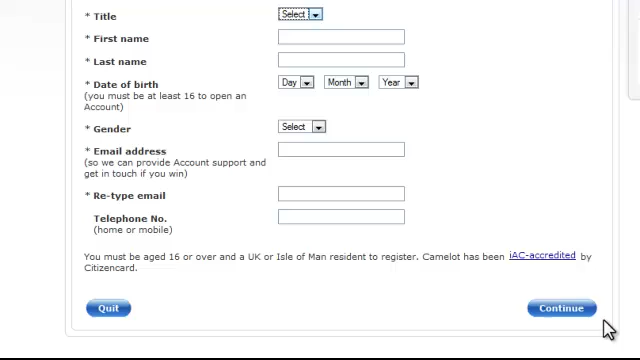 * Title Select
* First name
* Last name
* Date of birth Day Month Year
(you must be at least 16 to open an
Account)
* Gender Select
* Email address
(so we can provide Account support and
get in touch if you win)
* Re-type email
Telephone No.
(home or mobile)
You must be aged 16 or over and a UK or Isle of Man resident to register. Camelot has been iAC-accredited by
Citizencard.
Quit Continue